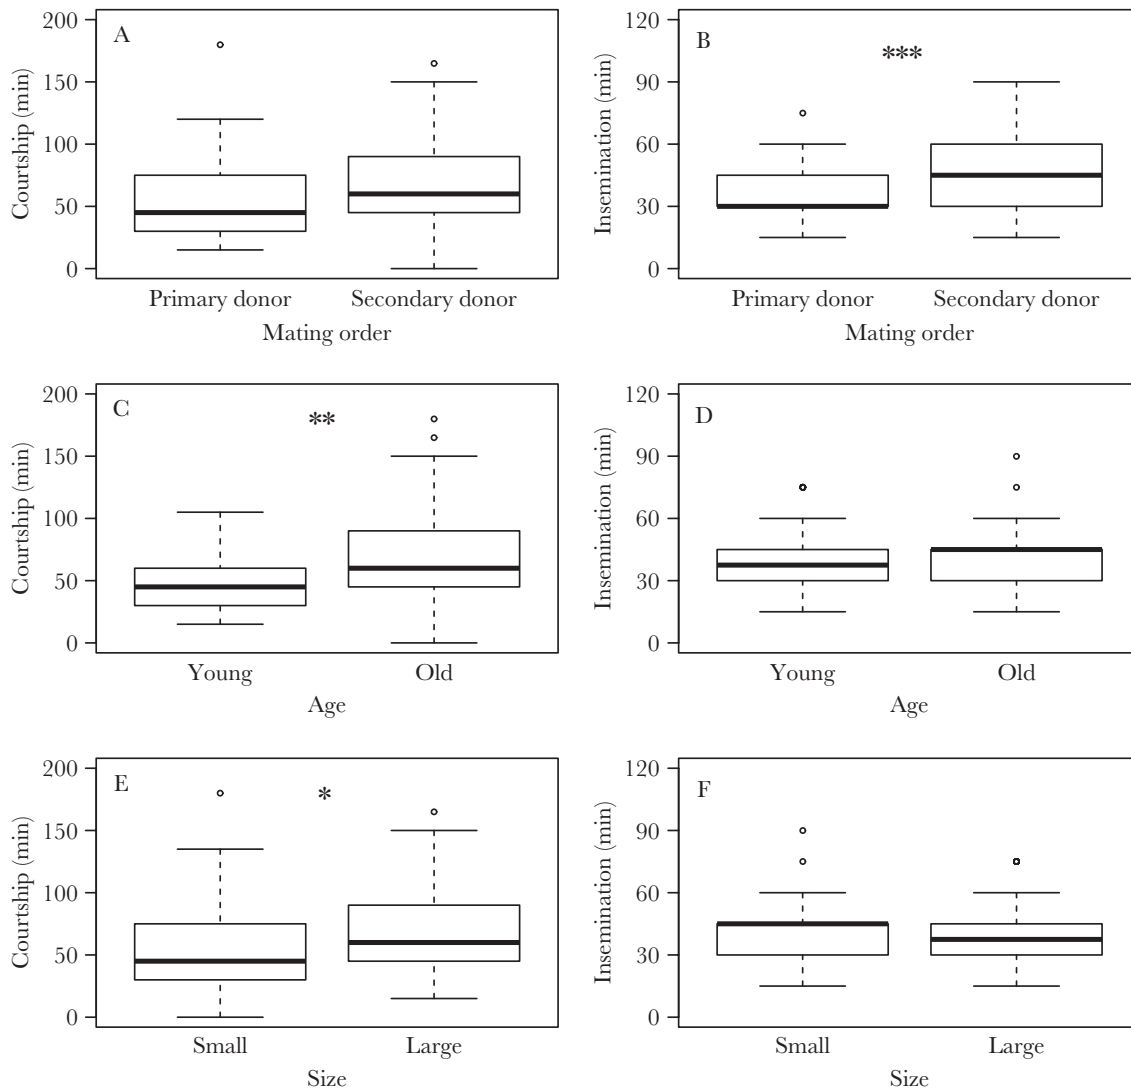 A
200
150
100
50
0
Courtship (min)
Primary donor Secondary donor
Mating order
B
***
120
90
60
30
0
Insemination (min)
Primary donor Secondary donor
Mating order
C
**
200
150
100
50
0
Courtship (min)
Young Old
Age
D
120
90
60
30
0
Insemination (min)
Young Old
Age
E
*
200
150
100
50
0
Courtship (min)
Small Large
Size
F
120
90
60
30
0
Insemination (min)
Small Large
Size